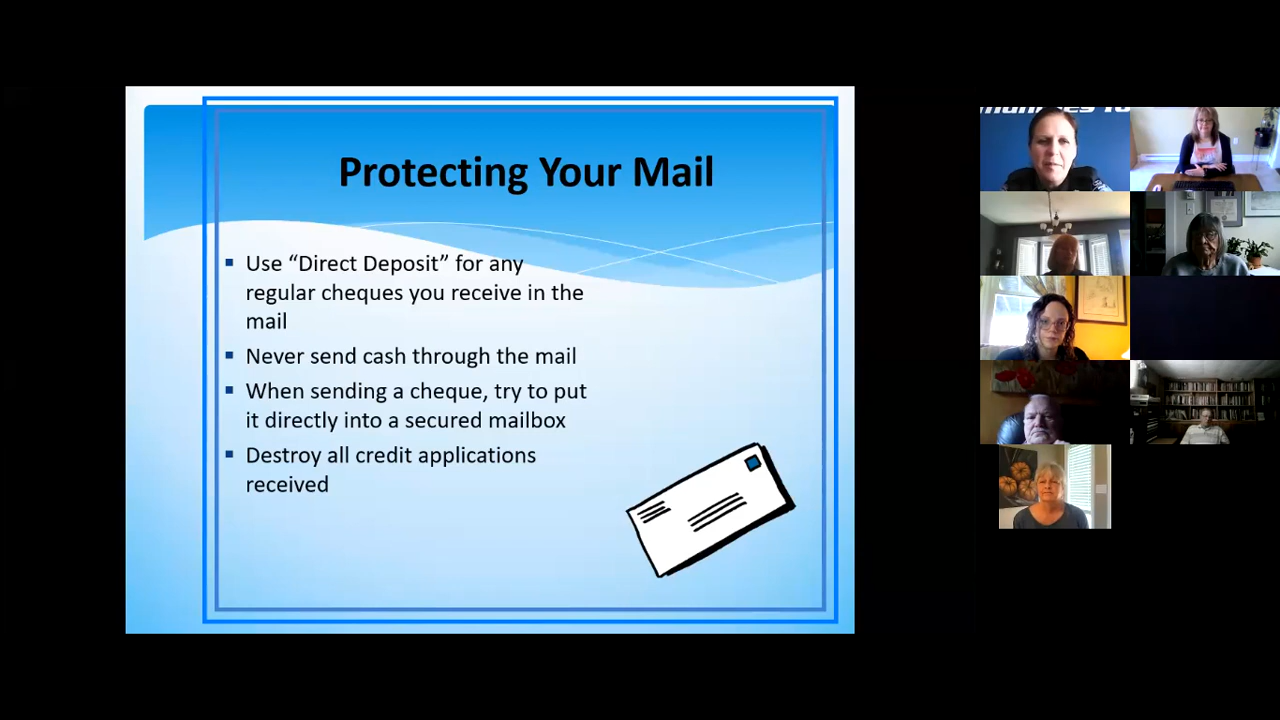 Protecting Your Mail
Use “Direct Deposit” for any
regular cheques you receive in the
mail
Never send cash through the mail
When sending a cheque, try to put
it directly into a secured mailbox
Destroy all credit applications
received